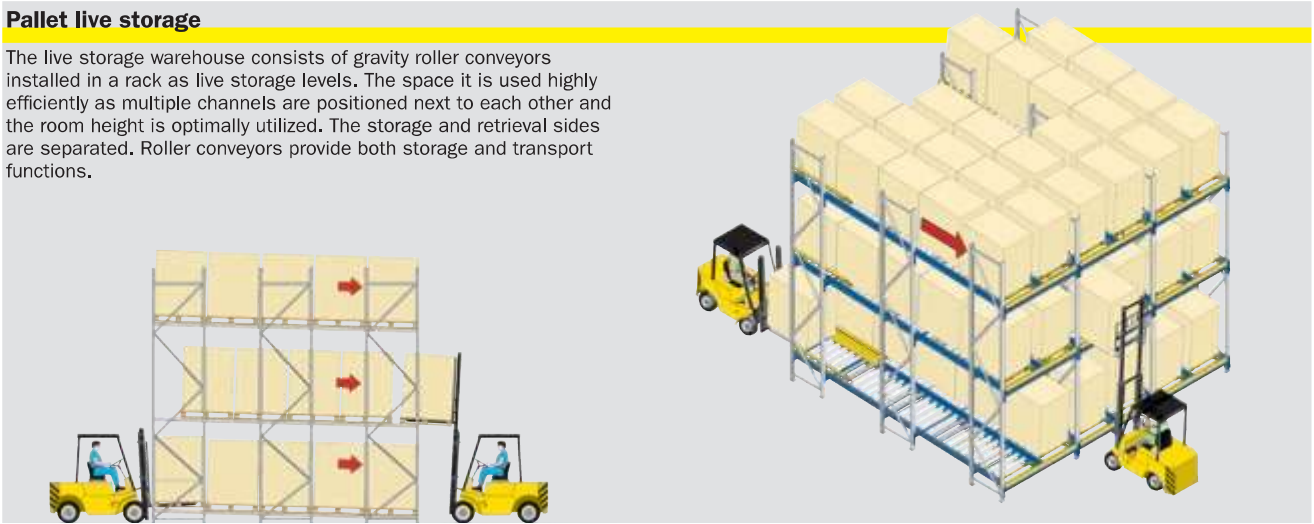 Pallet live storage
The live storage warehouse consists of gravity roller conveyors
installed in a rack as live storage levels. The space it is used highly
efficiently as multiple channels are positioned next to each other and
the room height is optimally utilized. The storage and retrieval sides
are separated. Roller conveyors provide both storage and transport
functions.